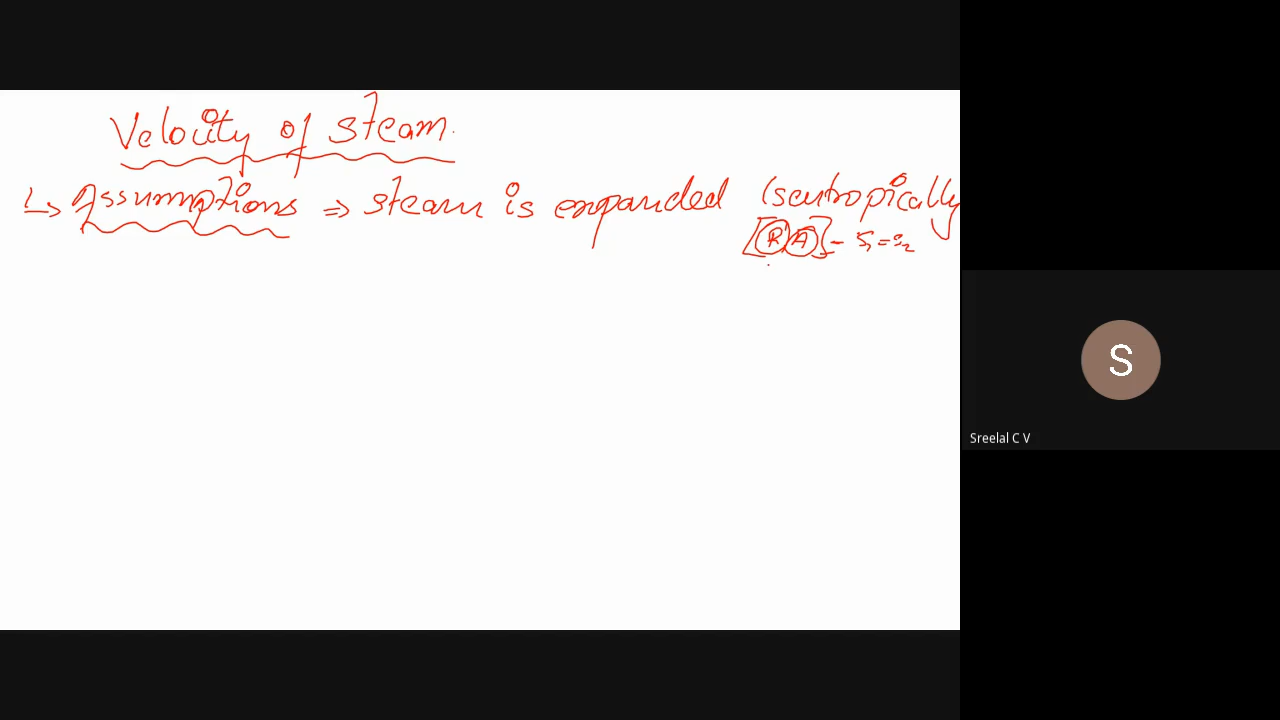 Velocity of steam.
↳ Assumptions ⇒ steam is expanded Isentropically
[(R)(A)] - s₁=s₂
S
Sreelal C V